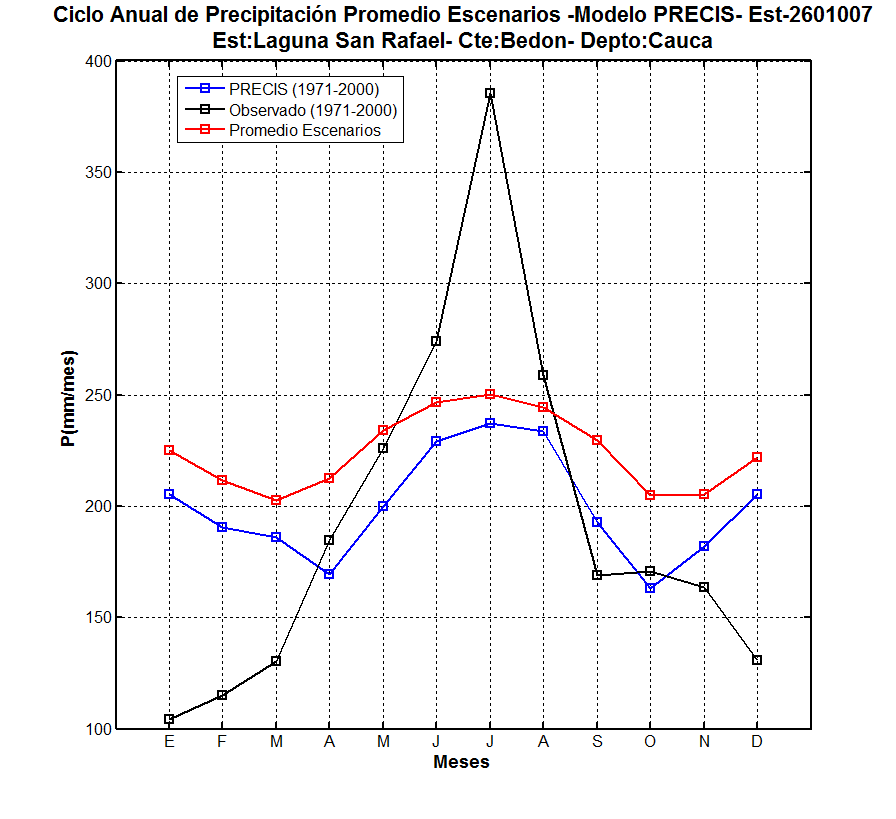 Ciclo Anual de Precipitación Promedio Escenarios -Modelo PRECIS- Est-2601007
Est:Laguna San Rafael- Cte:Bedon- Depto:Cauca
PRECIS (1971-2000)
Observado (1971-2000)
Promedio Escenarios
P(mm/mes)
400
350
300
250
200
150
100
E F M A M J J A S O N D
Meses